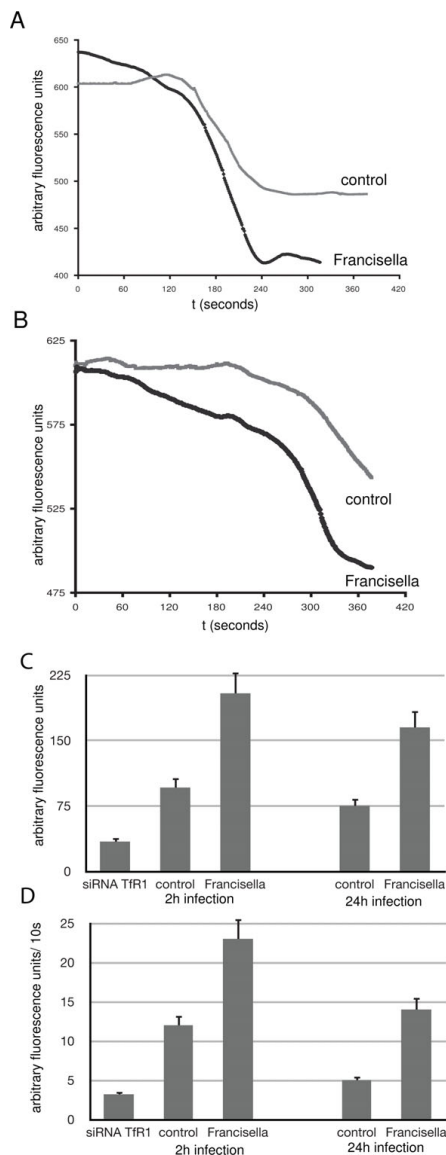 A
650
600
550
500
450
400
arbitrary fluorescence units
control
Francisella
0 60 120 180 240 300 360 420
t (seconds)
B
625
575
525
475
arbitrary fluorescence units
control
Francisella
0 60 120 180 240 300 360 420
t (seconds)
C
225
150
75
0
arbitrary fluorescence units
siRNA TfR1 control Francisella control Francisella
2h infection 24h infection
D
25
20
15
10
5
0
arbitrary fluorescence units/ 10s
siRNA TfR1 control Francisella control Francisella
2h infection 24h infection